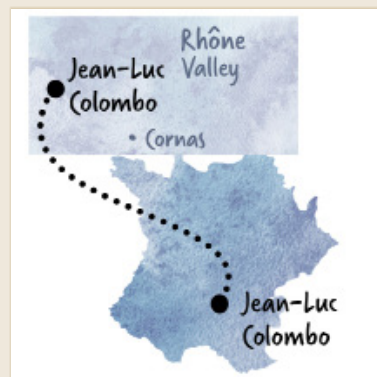 Rhône
Valley
Jean-Luc
Colombo
Cornas
Jean-Luc
Colombo